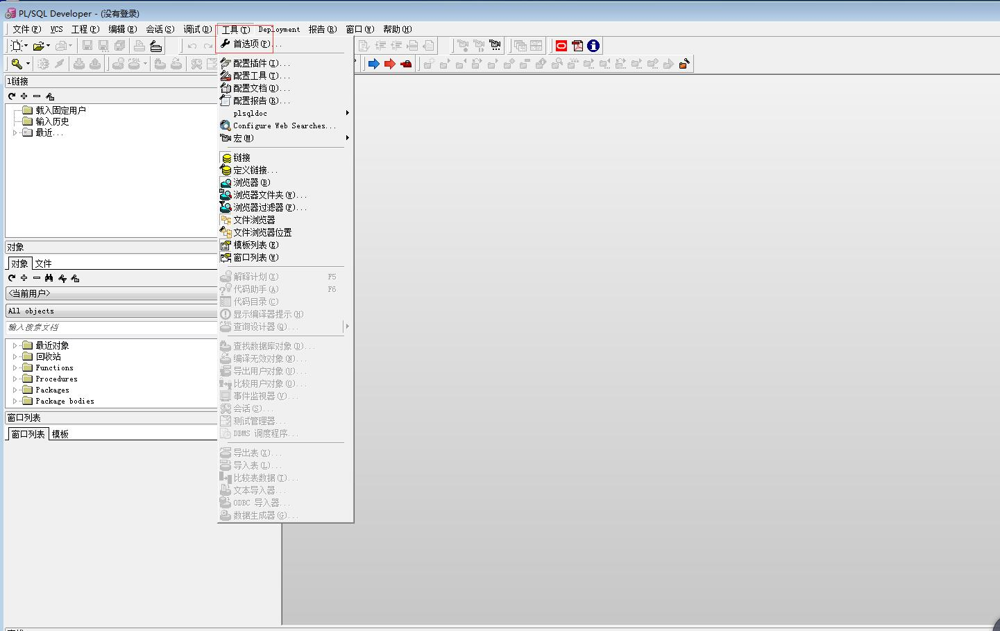 PL/SQL Developer - (没有登录)
文件(F) VCS 工程(P) 编辑(E) 会话(S) 调试(D) 工具(T) Deployment 报告(R) 窗口(W) 帮助(H)
首选项(P)...
配置插件(I)...
配置工具(T)...
配置文档(D)...
配置报告(R)...
plsqldoc
Configure Web Searches...
宏(M)
链接
定义链接...
浏览器(B)
浏览器文件夹(W)...
浏览器过滤器(F)...
文件浏览器
文件浏览器位置
模板列表(E)
窗口列表(W)
解释计划(X) F5
代码助手(A) F6
代码目录(C)
显示编译器提示(H)
查询设计器(Q)...
查找数据库对象(D)...
编译无效对象(N)...
导出用户对象(U)...
比较用户对象(O)...
事件监视器(V)...
会话(S)...
测试管理器...
DBMS 调度程序...
导出表(X)...
导入表(L)...
比较表数据(T)...
文本导入器...
ODBC 导入器...
数据生成器(G)...
链接
载入固定用户
输入历史
最近...
对象
对象 文件
<当前用户>
All objects
输入搜索文档
最近对象
回收站
Functions
Procedures
Packages
Package bodies
窗口列表
窗口列表 模板